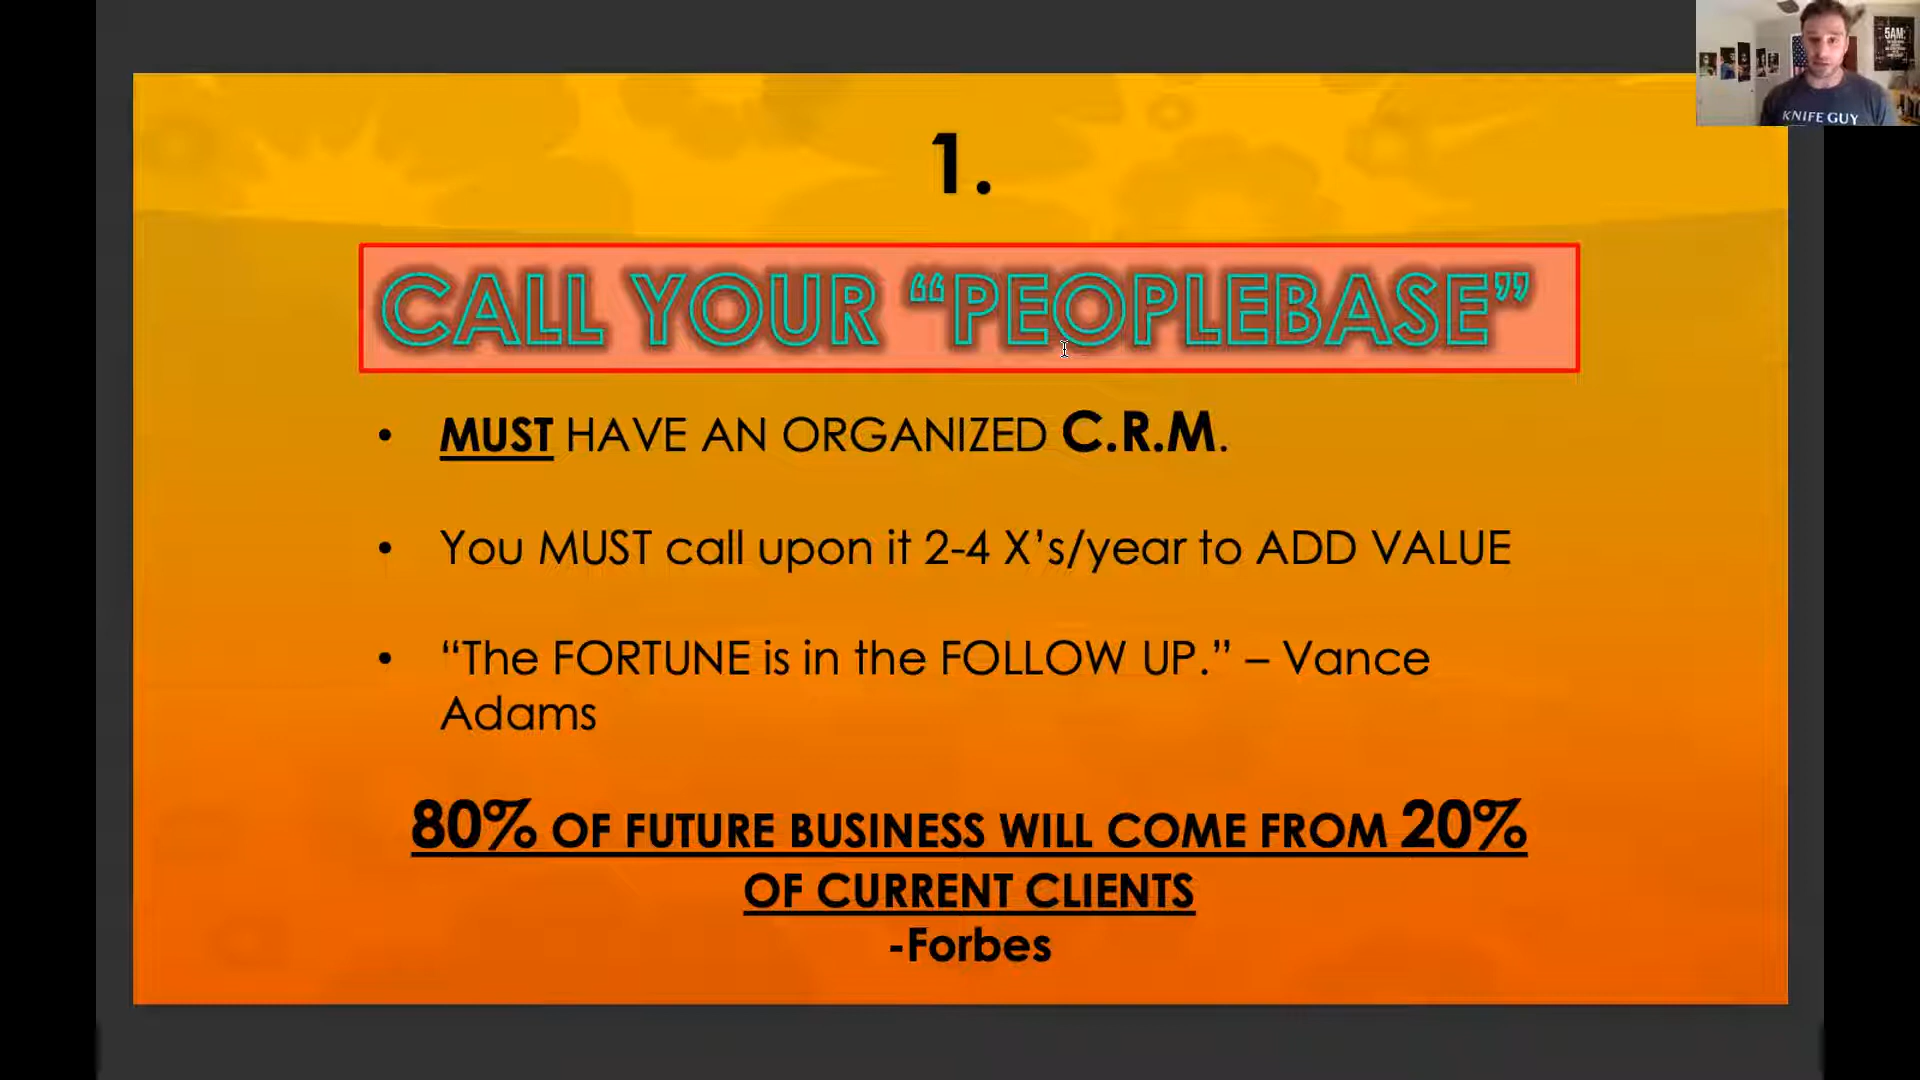 5AM:
KNIFE GUY
1.
CALL YOUR “PEOPLEBASE”
• MUST HAVE AN ORGANIZED C.R.M.
• You MUST call upon it 2-4 X’s/year to ADD VALUE
• “The FORTUNE is in the FOLLOW UP.” – Vance
Adams
80% OF FUTURE BUSINESS WILL COME FROM 20%
OF CURRENT CLIENTS
-Forbes